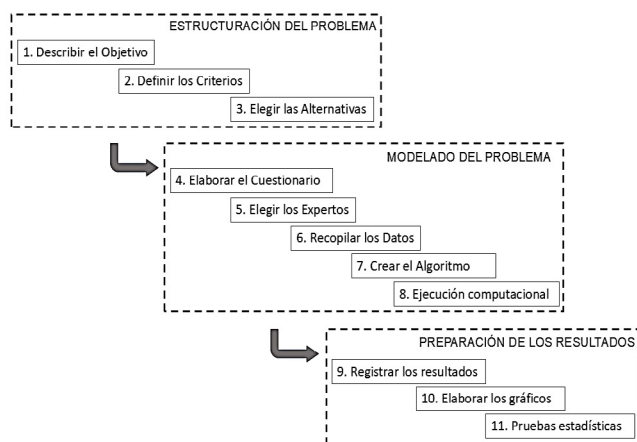 ESTRUCTURACIÓN DEL PROBLEMA
1. Describir el Objetivo
2. Definir los Criterios
3. Elegir las Alternativas
MODELADO DEL PROBLEMA
4. Elaborar el Cuestionario
5. Elegir los Expertos
6. Recopilar los Datos
7. Crear el Algoritmo
8. Ejecución computacional
PREPARACIÓN DE LOS RESULTADOS
9. Registrar los resultados
10. Elaborar los gráficos
11. Pruebas estadísticas